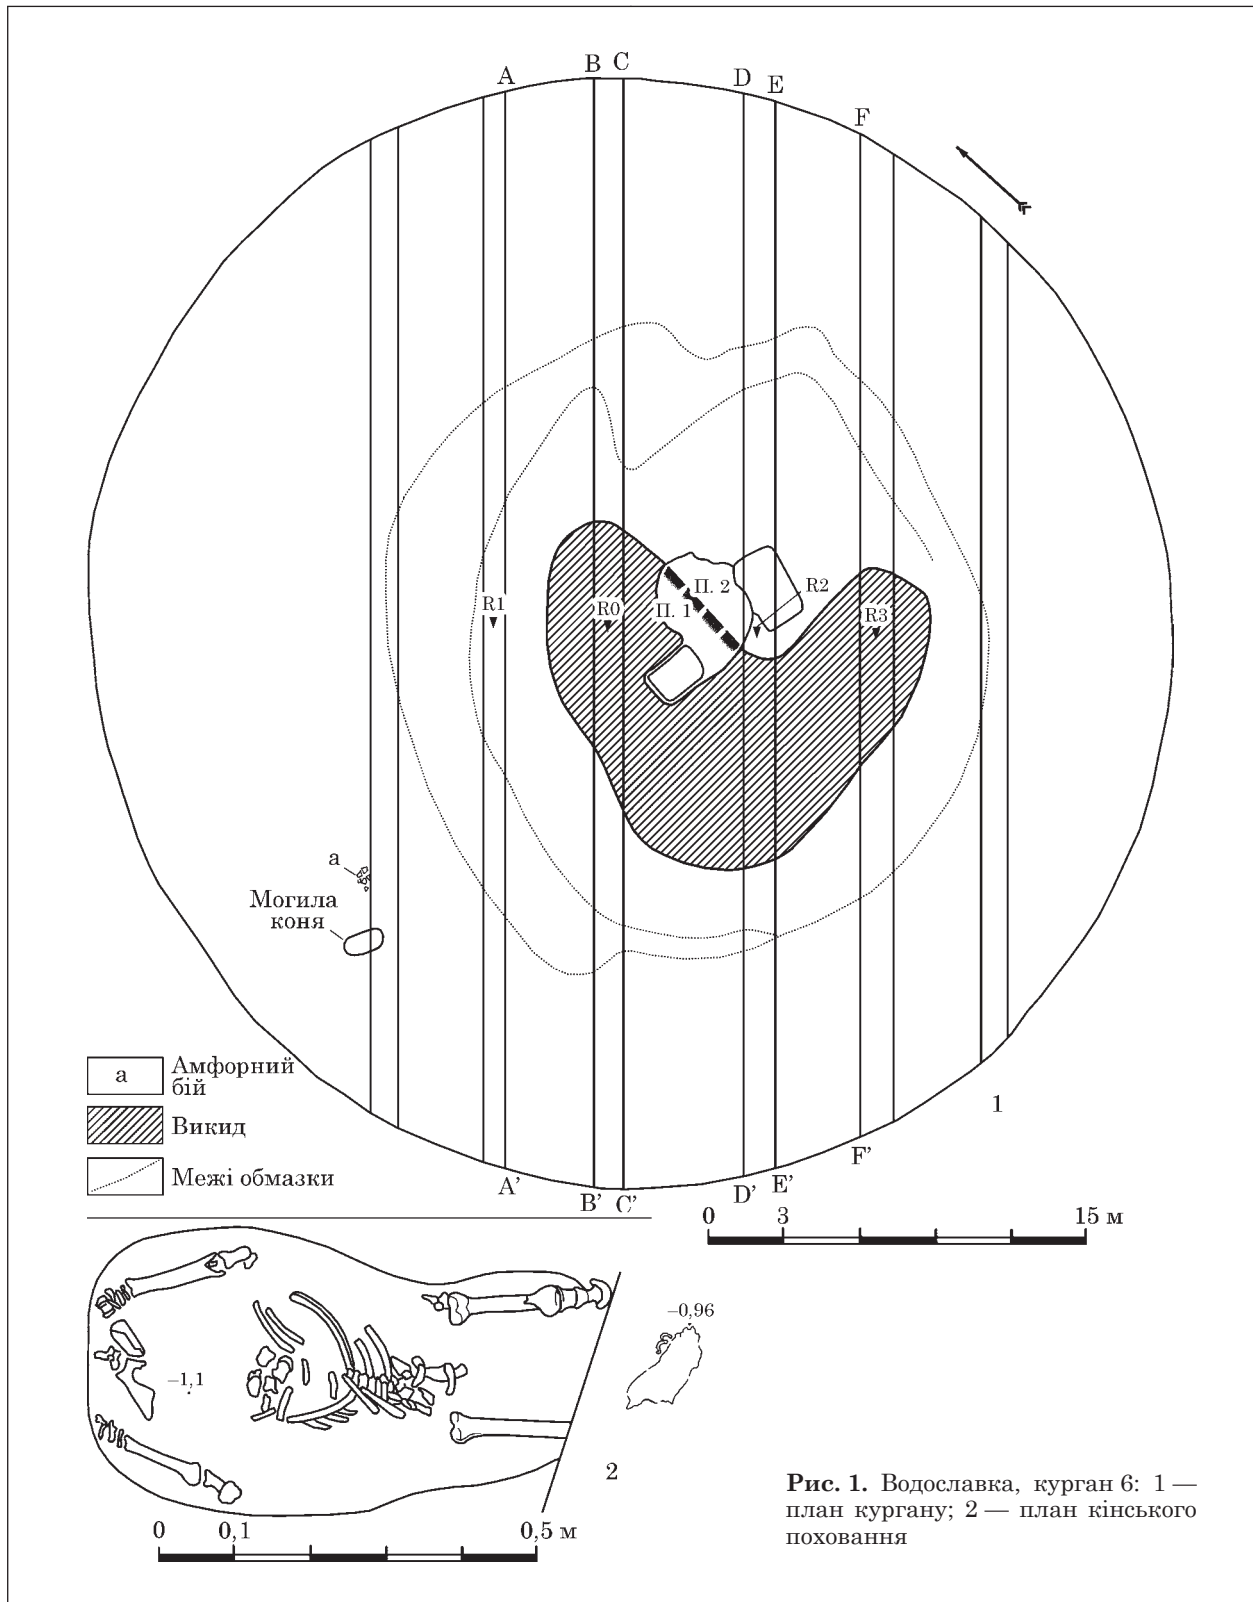 A
B
C
D
E
F
R1
R0
П. 1
П. 2
R2
R3
а
Могила
коня
а
Амфорний
бій
Викид
Межі обмазки
A'
B'
C'
D'
E'
F'
1
0 3 15 м
–1,1
–0,96
2
0 0,1 0,5 м
Рис. 1. Водославка, курган 6: 1 —
план кургану; 2 — план кінського
поховання